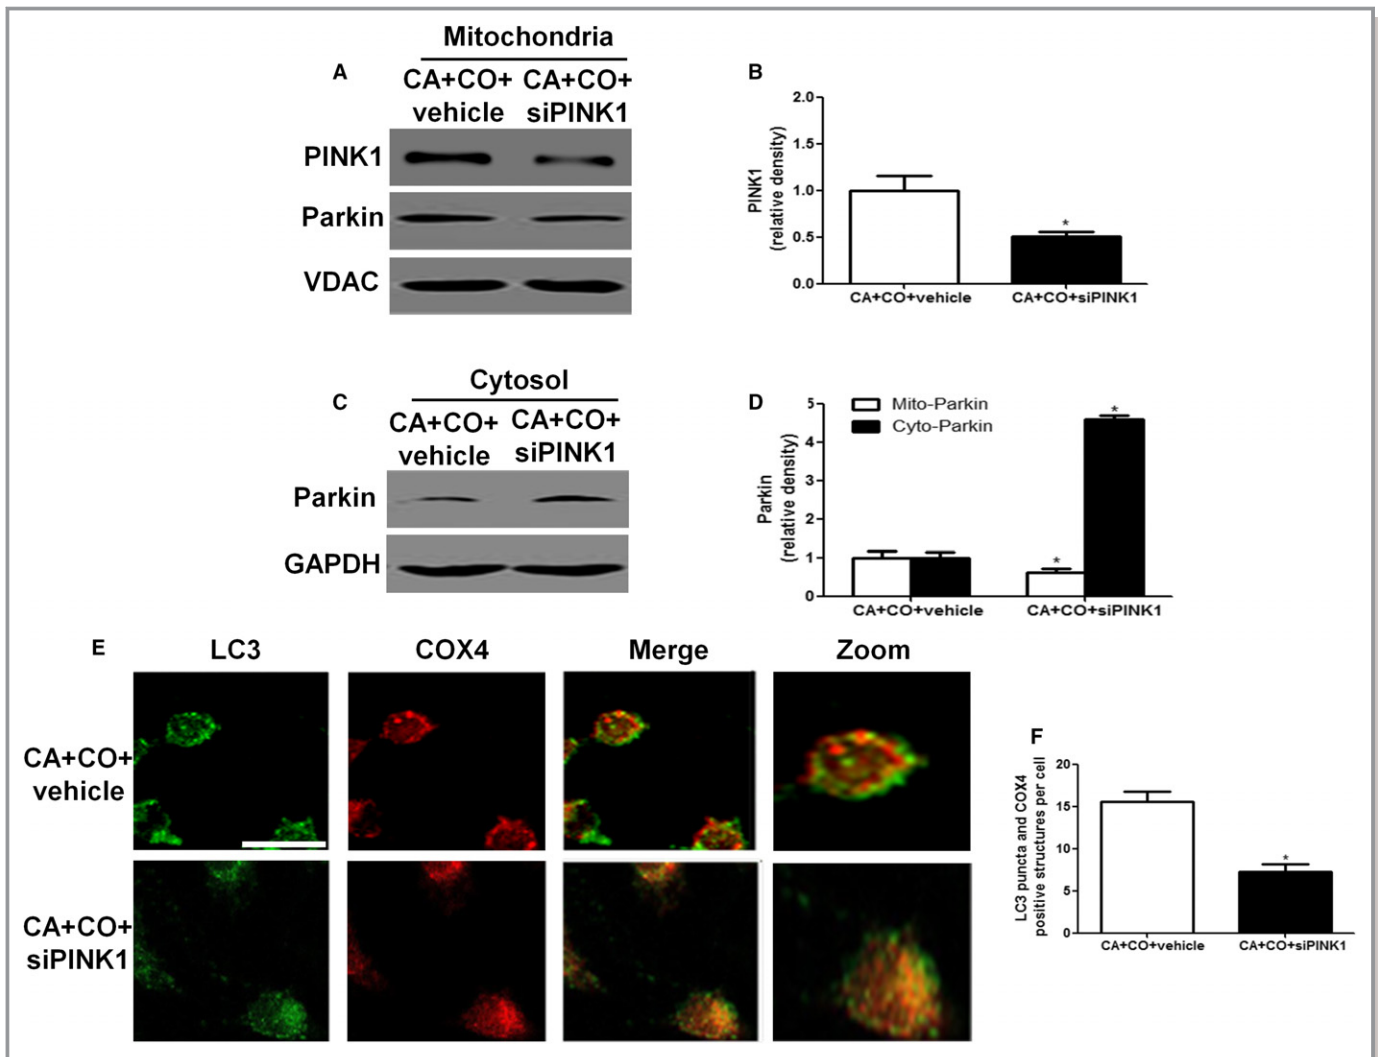 Mitochondria
A
CA+CO+ CA+CO+
vehicle siPINK1
PINK1
Parkin
VDAC
B
2.0
1.5
1.0
0.5
0.0
PINK1
(relative density)
*
CA+CO+vehicle CA+CO+siPINK1
Cytosol
C
CA+CO+ CA+CO+
vehicle siPINK1
Parkin
GAPDH
D
5
4
3
2
1
0
Parkin
(relative density)
Mito-Parkin
Cyto-Parkin
*
*
CA+CO+vehicle CA+CO+siPINK1
E
LC3 COX4 Merge Zoom
CA+CO+
vehicle
CA+CO+
siPINK1
F
20
15
10
5
0
LC3 puncta and COX4
positive structures per cell
*
CA+CO+vehicle CA+CO+siPINK1